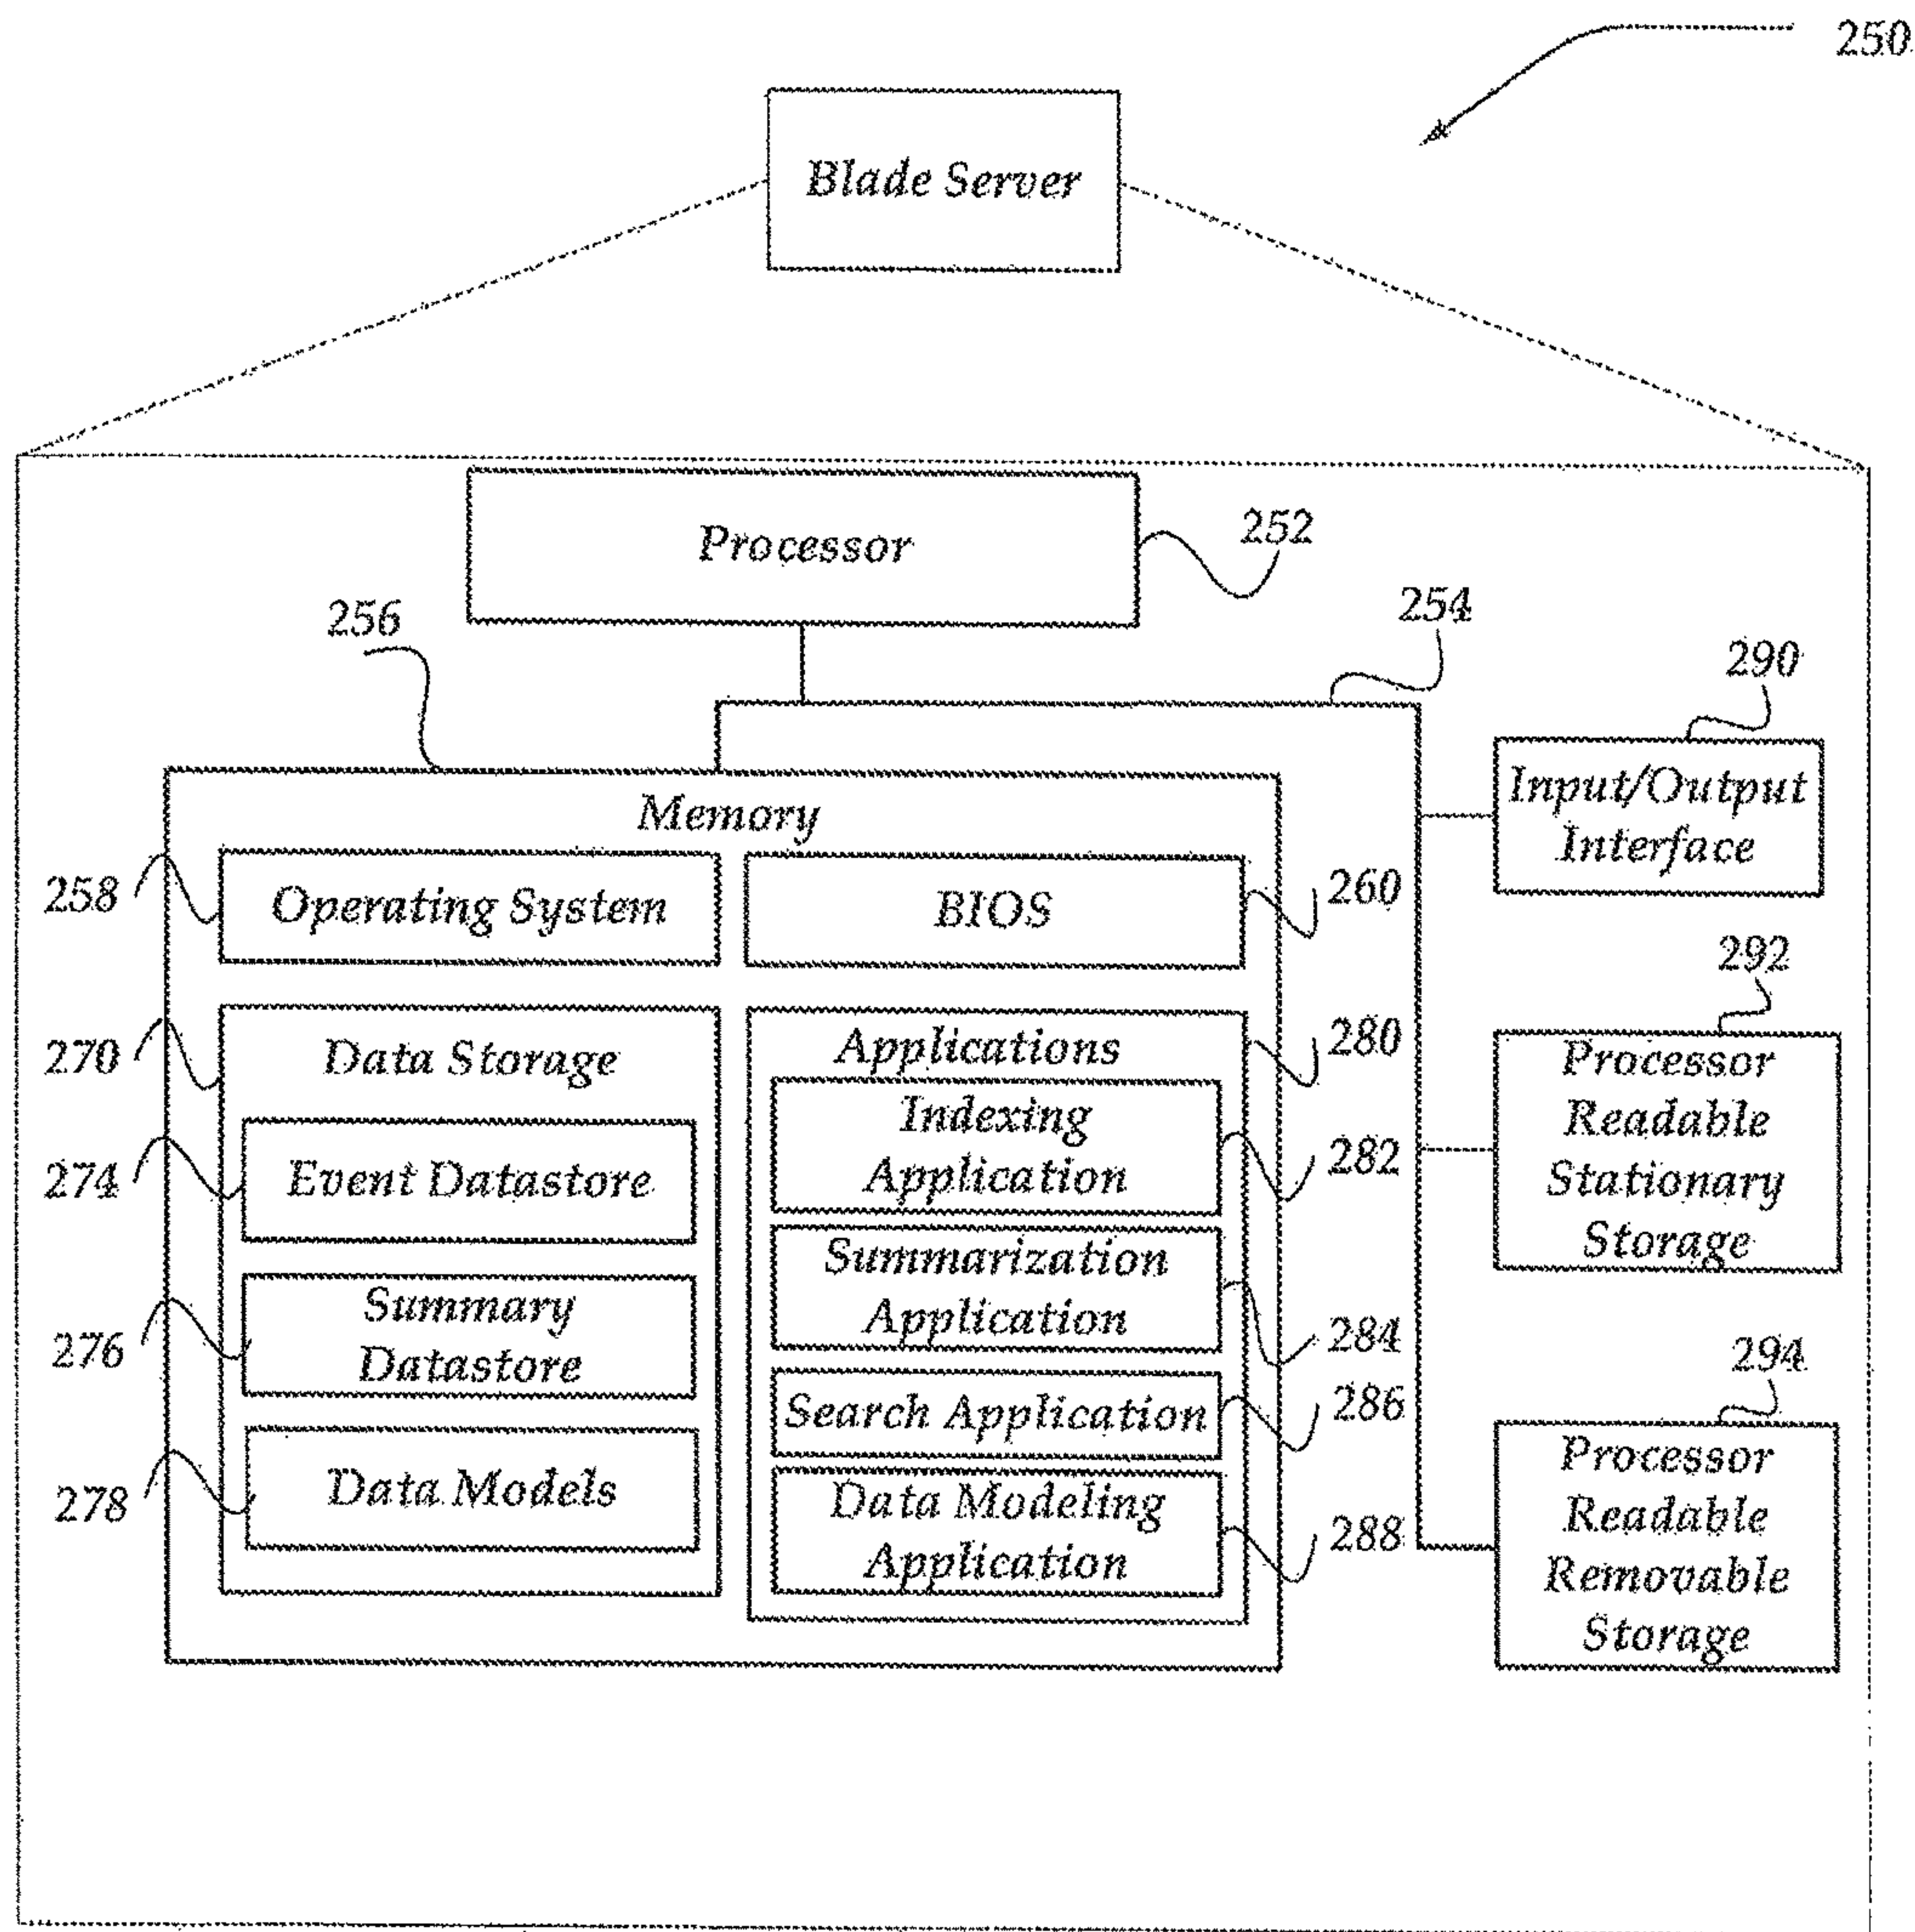 250
Blade Server
Processor
252
256
254
290
Input/Output
Interface
Memory
258
Operating System
BIOS
260
292
270
Data Storage
Applications
280
Processor
Readable
Stationary
Storage
274
Event Datastore
Indexing
Application
282
276
Summary
Datastore
Summarization
Application
284
294
Search Application
286
278
Data Models
Data Modeling
Application
288
Processor
Readable
Removable
Storage